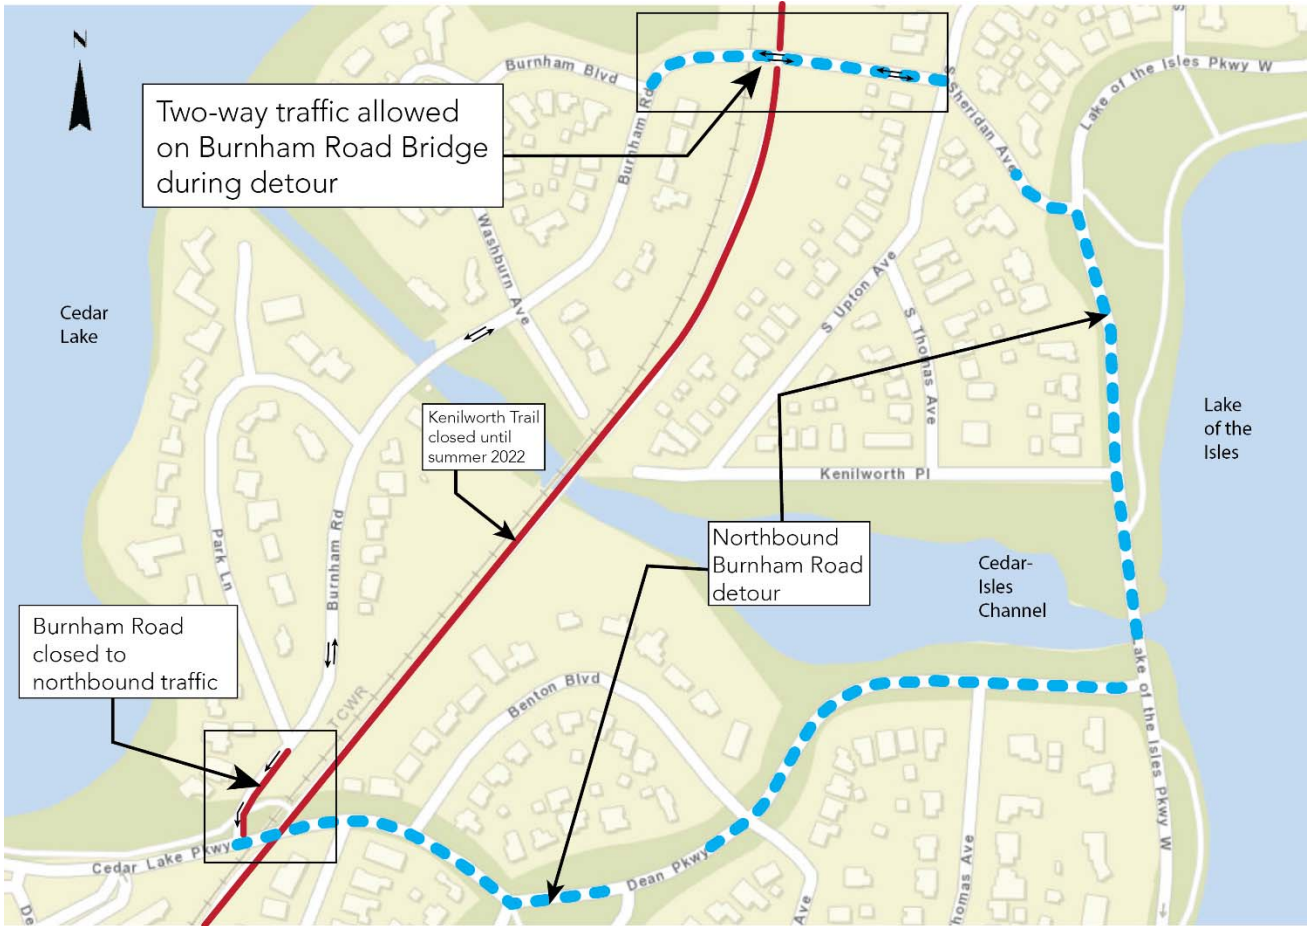 N
Burnham Blvd
Lake of the Isles Pkwy W
S
S Sheridan Ave
Two-way traffic allowed
on Burnham Road Bridge
during detour
Burnham Rd
Washburn Ave
S Upton Ave
S Thomas Ave
Cedar
Lake
Kenilworth Trail
closed until
summer 2022
Lake
of the
Isles
Kenilworth Pl
Park Ln
Burnham Rd
Northbound
Burnham Road
detour
Cedar-
Isles
Channel
Burnham Road
closed to
northbound traffic
TCWR
Benton Blvd
Lake of the Isles Pkwy W
Cedar Lake Pkwy
Dean Pkwy
De
Ave
Thomas Ave